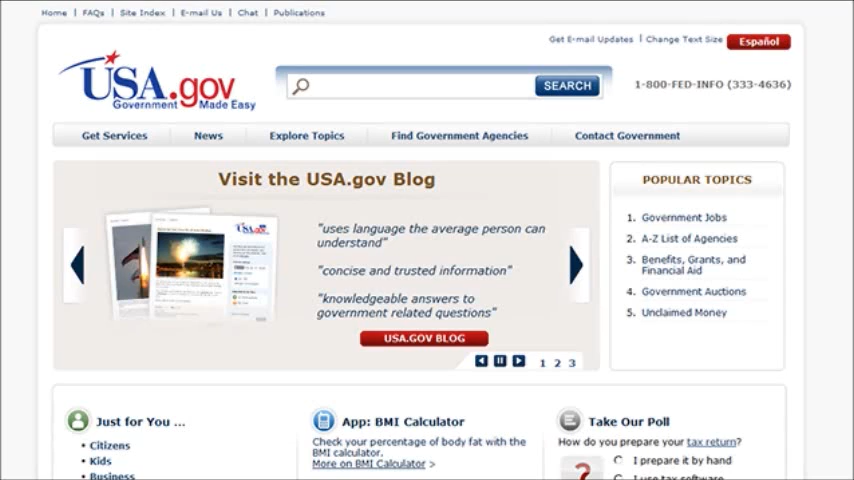 Home | FAQs | Site Index | E-mail Us | Chat | Publications
Get E-mail Updates | Change Text Size Español
USA.gov
Government Made Easy
SEARCH
1-800-FED-INFO (333-4636)
Get Services News Explore Topics Find Government Agencies Contact Government
Visit the USA.gov Blog
USA.gov
"uses language the average person can
understand"
"concise and trusted information"
"knowledgeable answers to
government related questions"
USA.GOV BLOG
1 2 3
POPULAR TOPICS
1. Government Jobs
2. A-Z List of Agencies
3. Benefits, Grants, and
Financial Aid
4. Government Auctions
5. Unclaimed Money
Just for You ...
• Citizens
• Kids
• Business
App: BMI Calculator
Check your percentage of body fat with the
BMI calculator.
More on BMI Calculator >
Take Our Poll
How do you prepare your tax return?
I prepare it by hand
I use tax software